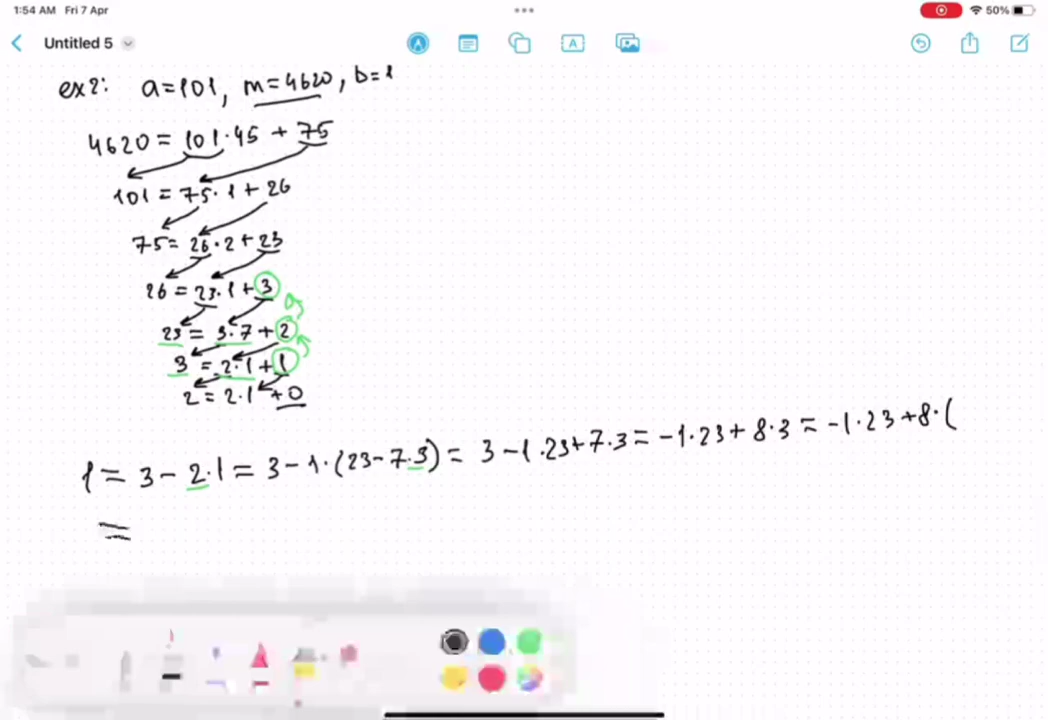 1:54 AM Fri 7 Apr
50%
Untitled 5
ex2: a=101, m=4620, b=1
4620 = 101·45 + 75
101 = 75·1 + 26
75 = 26·2 + 23
26 = 23·1 + 3
23 = 3·7 + 2
3 = 2·1 + 1
2 = 2·1 + 0
1 = 3 - 2·1 = 3 - 1·(23 - 7·3) = 3 - 1·23 + 7·3 = -1·23 + 8·3 = -1·23 + 8·(
=